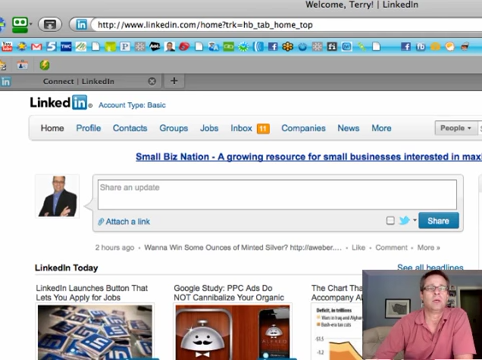 Welcome, Terry! | LinkedIn
http://www.linkedin.com/home?trk=hb_tab_home_top
Connect | LinkedIn
LinkedIn Account Type: Basic
Home Profile Contacts Groups Jobs Inbox 11 Companies News More People
Small Biz Nation - A growing resource for small businesses interested in
Share an update
Attach a link Share
2 hours ago • Wanna Win Some Ounces of Minted Silver? http://aweber.... • Like • Comment • More »
LinkedIn Today See all headlines
LinkedIn Launches Button That Google Study: PPC Ads Do The Chart Tha
Lets You Apply for Jobs NOT Cannibalize Your Organic Accompany Al
Deficit, in trillions